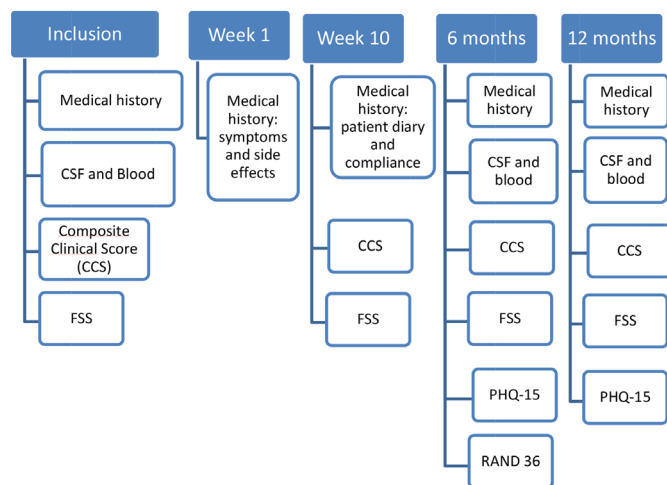 Inclusion
Medical history
CSF and Blood
Composite
Clinical Score
(CCS)
FSS
Week 1
Medical
history:
symptoms
and side
effects
Week 10
Medical
history:
patient diary
and
compliance
CCS
FSS
6 months
Medical
history
CSF and
blood
CCS
FSS
PHQ-15
RAND 36
12 months
Medical
history
CSF and
blood
CCS
FSS
PHQ-15